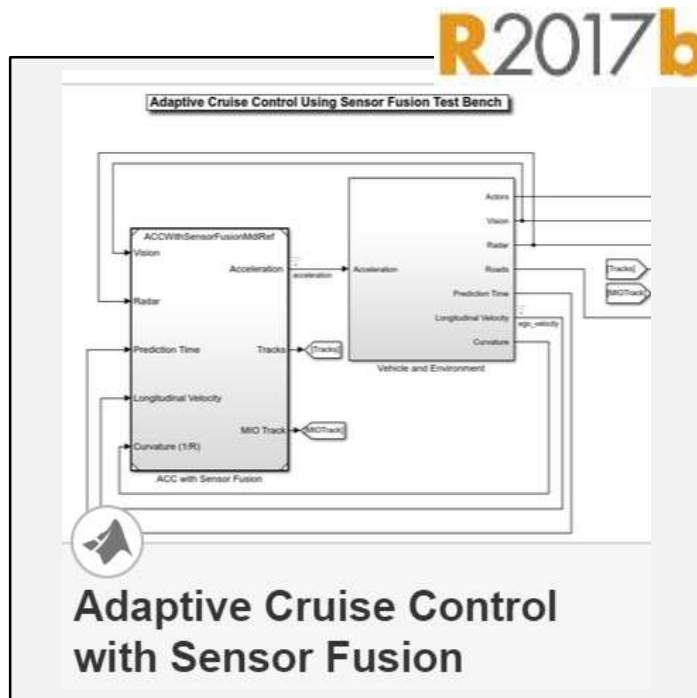 R2017b
Adaptive Cruise Control Using Sensor Fusion Test Bench
ACCWithSensorFusionMdlRef
Vision
Radar
Prediction Time
Longitudinal Velocity
Curvature (1/R)
Acceleration
Tracks
MIO Track
ACC with Sensor Fusion
acceleration
[Tracks]
[MIOTrack]
Acceleration
Actors
Vision
Radar
Roads
Prediction Time
Longitudinal Velocity
Curvature
ego_velocity
Vehicle and Environment
[Tracks]
[MIOTrack]
Adaptive Cruise Control
with Sensor Fusion